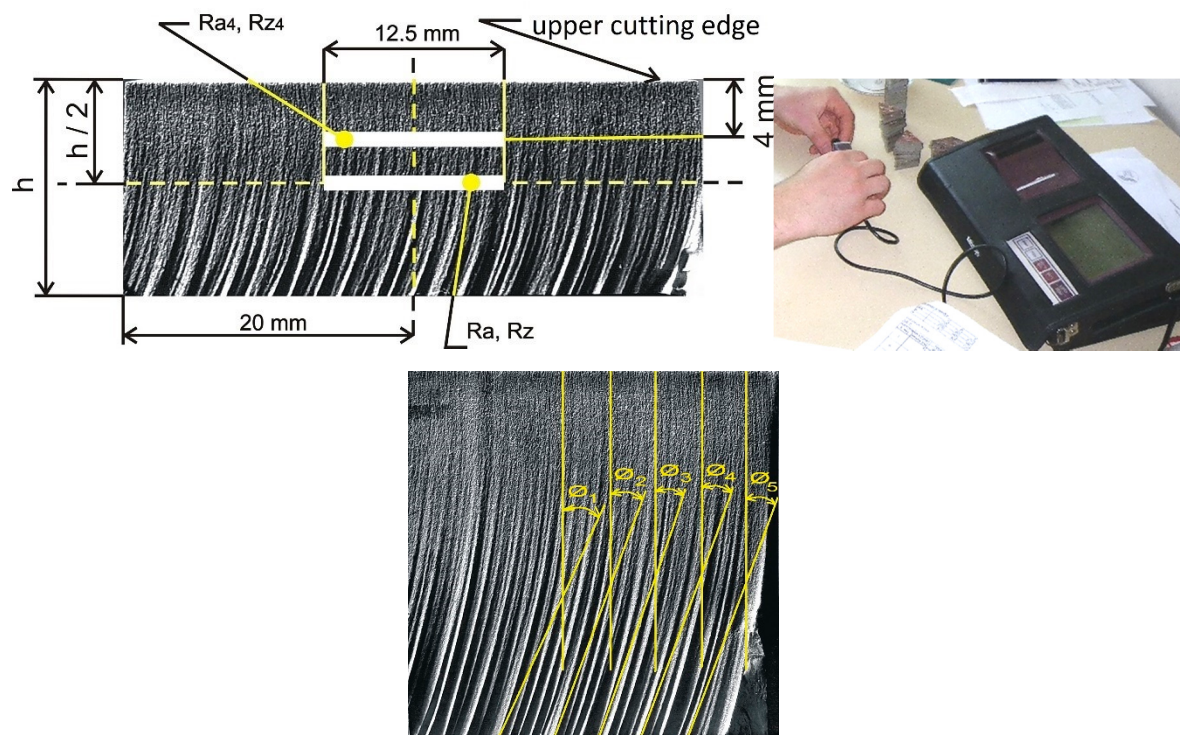 Ra4, Rz4
12.5 mm
upper cutting edge
h
h / 2
4 mm
20 mm
Ra, Rz
Ø1
Ø2
Ø3
Ø4
Ø5